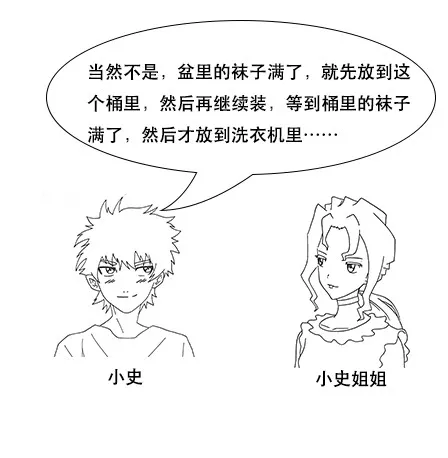 当然不是，盆里的袜子满了，就先放到这
个桶里，然后再继续装，等到桶里的袜子
满了，然后才放到洗衣机里……
小史
小史姐姐